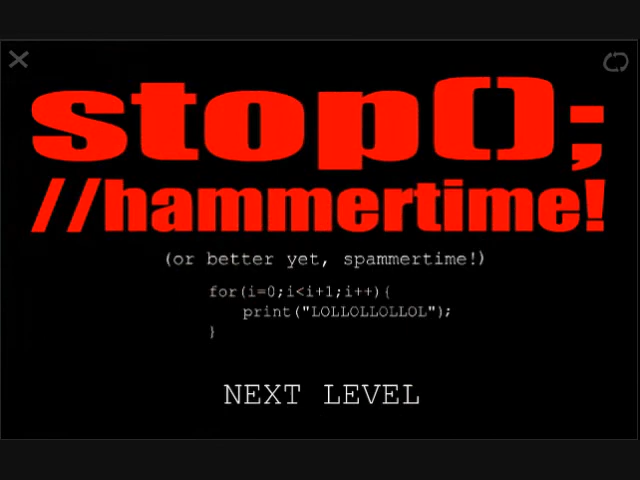 stop();
//hammertime!
(or better yet, spammertime!)
for(i=0;i<i+1;i++){
print("LOLLOLLOLLOL");
}
NEXT LEVEL